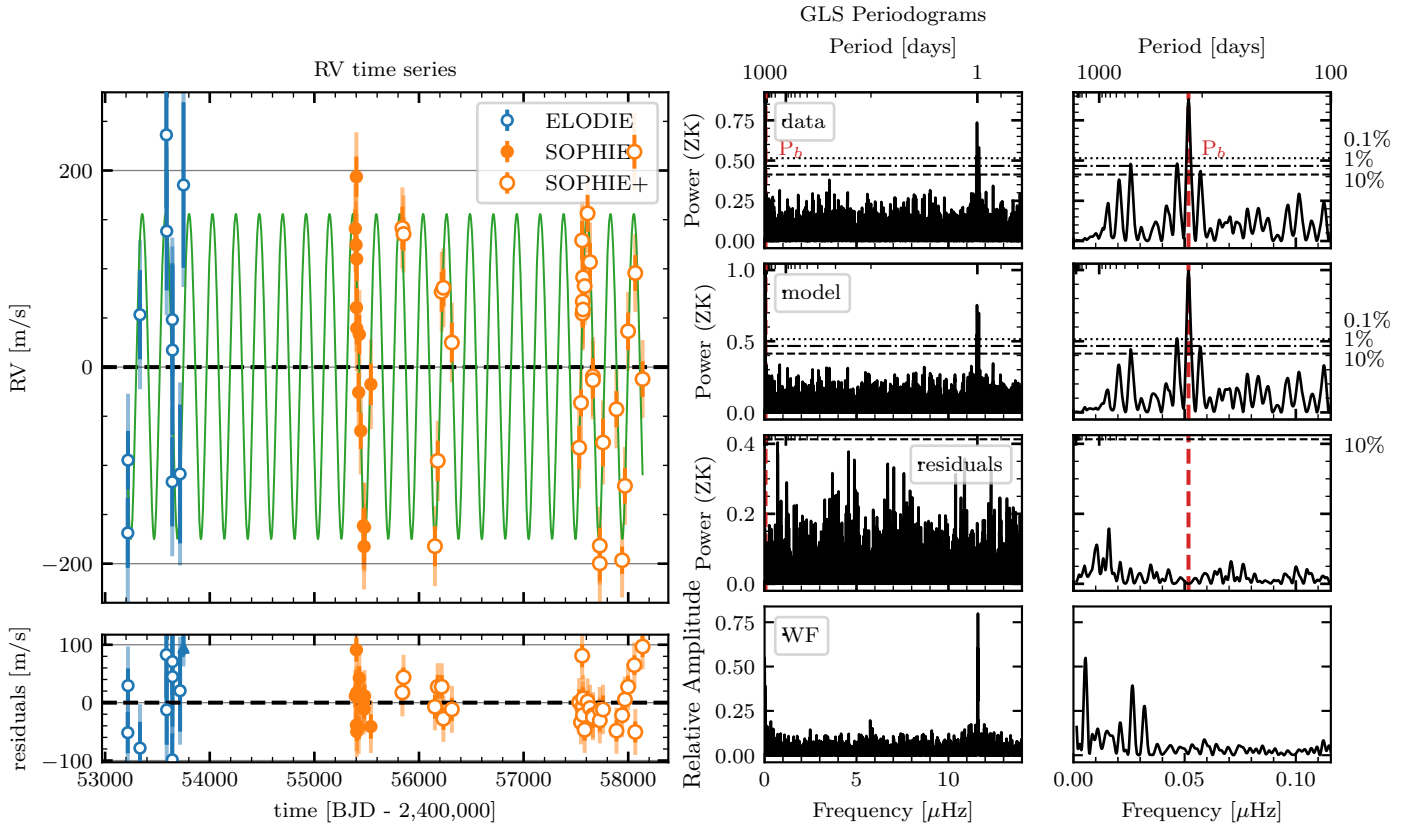 GLS Periodograms
RV time series
Period [days]
Period [days]
1000
1
1000
100
ELODIE
SOPHIE
SOPHIE+
200
0
−200
RV [m/s]
data
P_b
P_b
0.75
0.50
0.25
0.00
Power (ZK)
0.1%
1%
10%
model
1.0
0.5
0.0
Power (ZK)
0.1%
1%
10%
residuals
0.4
0.2
0.0
Power (ZK)
10%
WF
0.75
0.50
0.25
0.00
Relative Amplitude
100
0
−100
residuals [m/s]
53000
54000
55000
56000
57000
58000
time [BJD - 2,400,000]
0
5
10
Frequency [μHz]
0.00
0.05
0.10
Frequency [μHz]